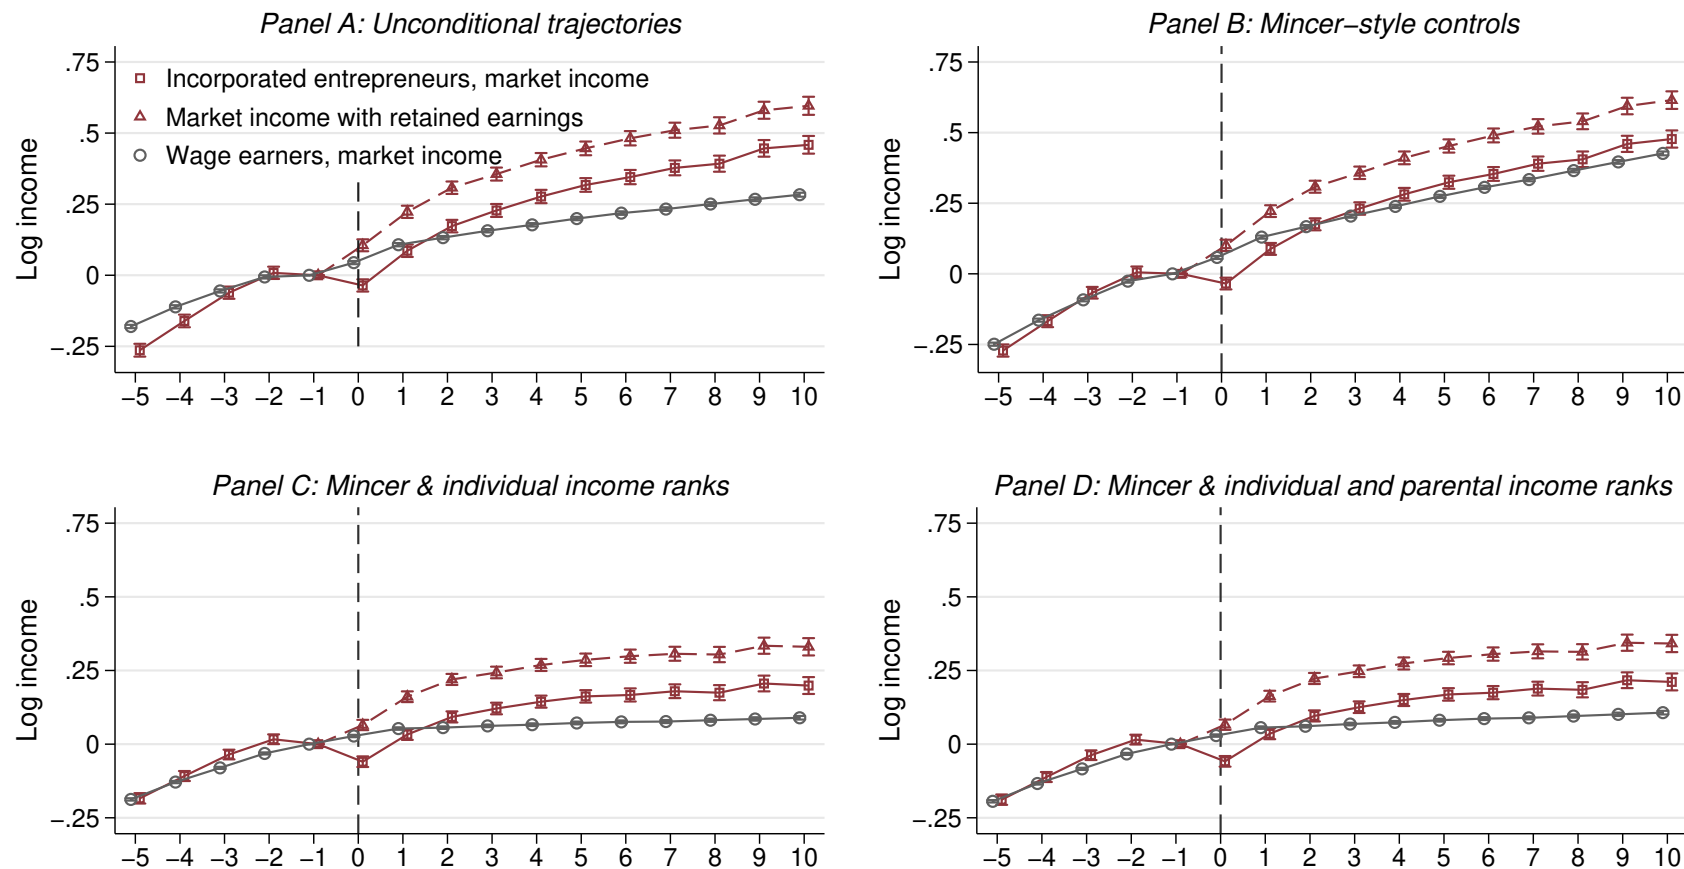 Panel A: Unconditional trajectories
Log income
.75
.5
.25
0
−.25
Incorporated entrepreneurs, market income
Market income with retained earnings
Wage earners, market income
−5 −4 −3 −2 −1 0 1 2 3 4 5 6 7 8 9 10
Panel B: Mincer−style controls
Log income
.75
.5
.25
0
−.25
−5 −4 −3 −2 −1 0 1 2 3 4 5 6 7 8 9 10
Panel C: Mincer & individual income ranks
Log income
.75
.5
.25
0
−.25
−5 −4 −3 −2 −1 0 1 2 3 4 5 6 7 8 9 10
Panel D: Mincer & individual and parental income ranks
Log income
.75
.5
.25
0
−.25
−5 −4 −3 −2 −1 0 1 2 3 4 5 6 7 8 9 10